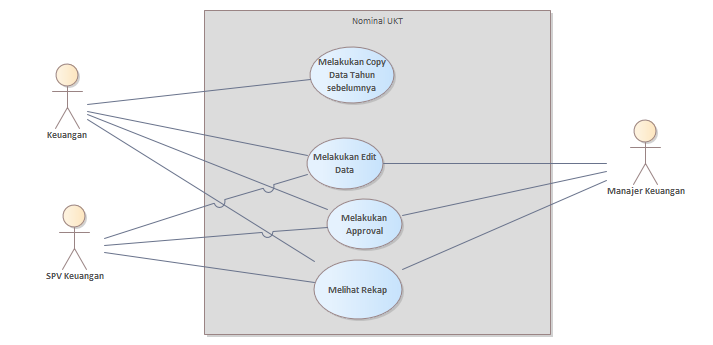 Nominal UKT
Melakukan Copy
Data Tahun
sebelumnya
Keuangan
Melakukan Edit
Data
Manajer Keuangan
Melakukan
Approval
SPV Keuangan
Melihat Rekap